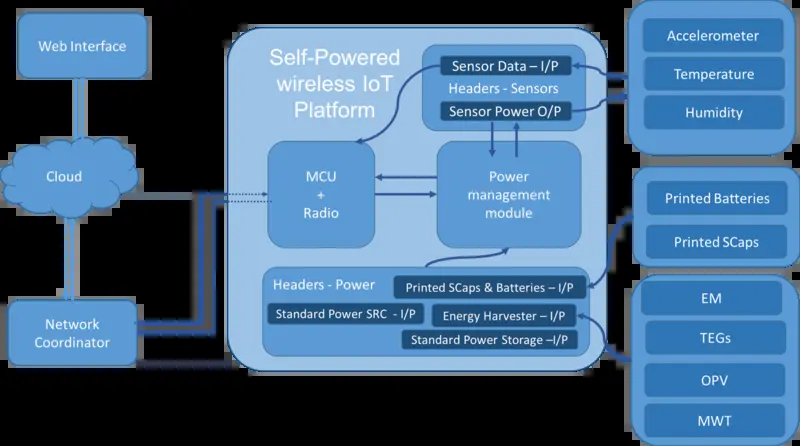 Web Interface
Cloud
Network
Coordinator
Self-Powered
wireless IoT
Platform
Sensor Data – I/P
Headers - Sensors
Sensor Power O/P
MCU
+
Radio
Power
management
module
Headers - Power
Printed SCaps & Batteries – I/P
Standard Power SRC - I/P
Energy Harvester – I/P
Standard Power Storage –I/P
Accelerometer
Temperature
Humidity
Printed Batteries
Printed SCaps
EM
TEGs
OPV
MWT